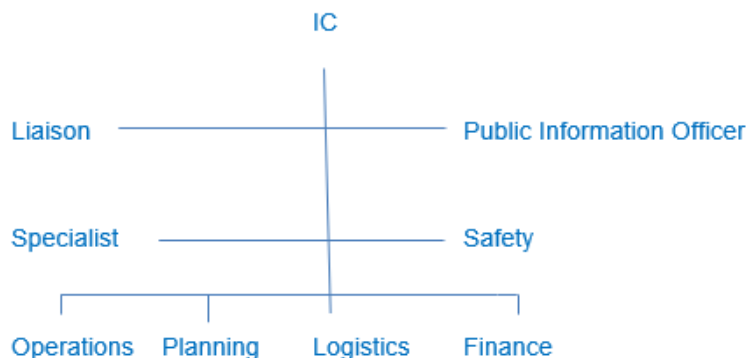 IC
Liaison Public Information Officer
Specialist Safety
Operations Planning Logistics Finance